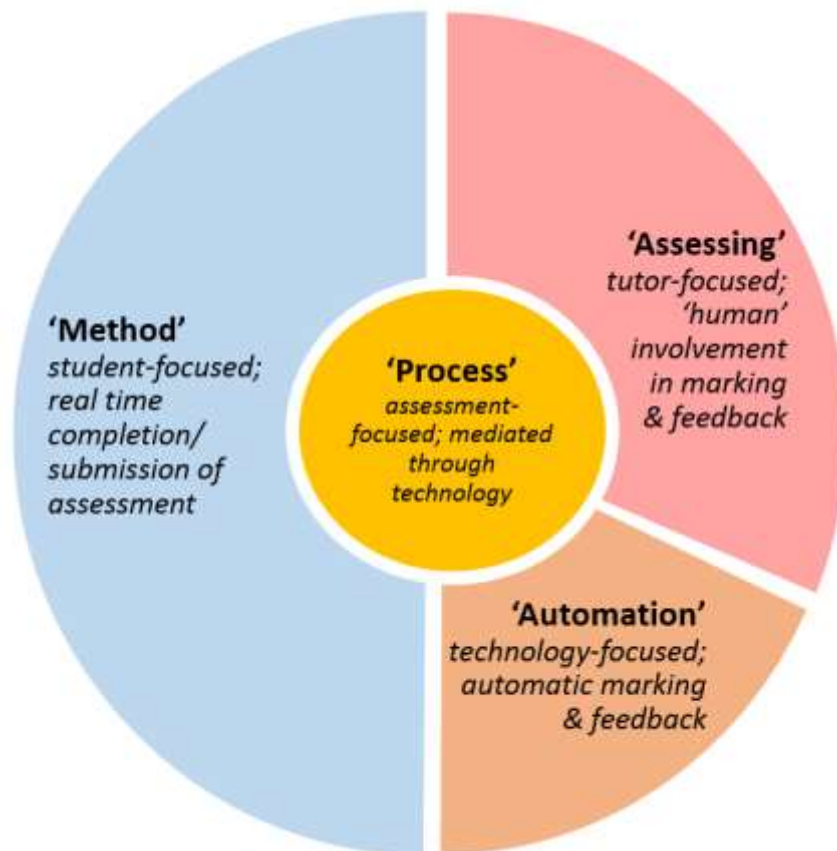 ‘Method’
student-focused;
real time
completion/
submission of
assessment
‘Process’
assessment-
focused; mediated
through
technology
‘Assessing’
tutor-focused;
‘human’
involvement
in marking
& feedback
‘Automation’
technology-focused;
automatic marking
& feedback